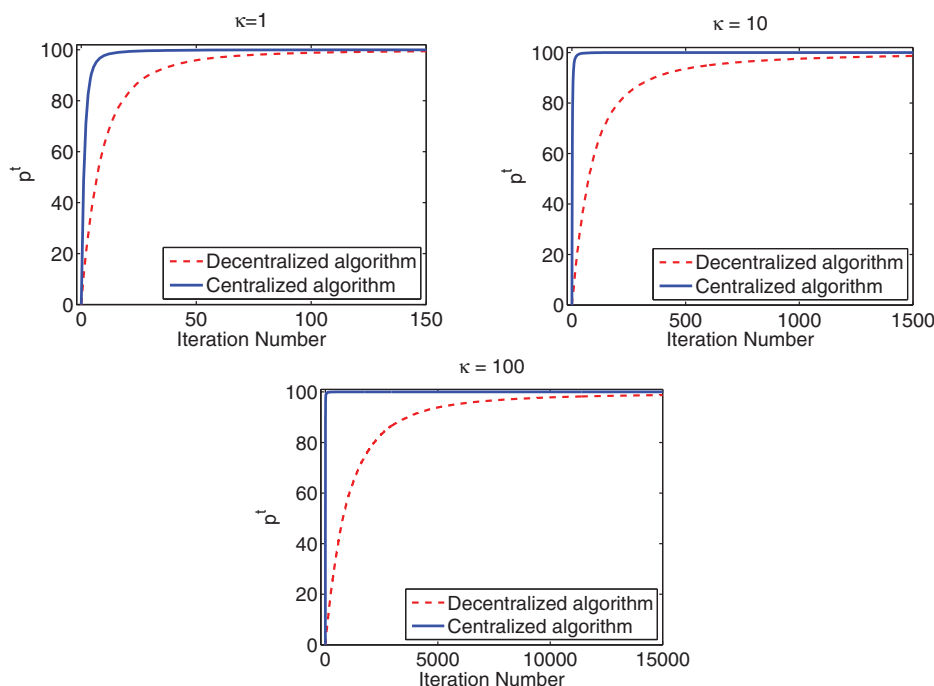 κ=1
100
80
60
40
20
0
p^t
Decentralized algorithm
Centralized algorithm
0 50 100 150
Iteration Number
κ = 10
100
80
60
40
20
0
p^t
Decentralized algorithm
Centralized algorithm
0 500 1000 1500
Iteration Number
κ = 100
100
80
60
40
20
0
p^t
Decentralized algorithm
Centralized algorithm
0 5000 10000 15000
Iteration Number